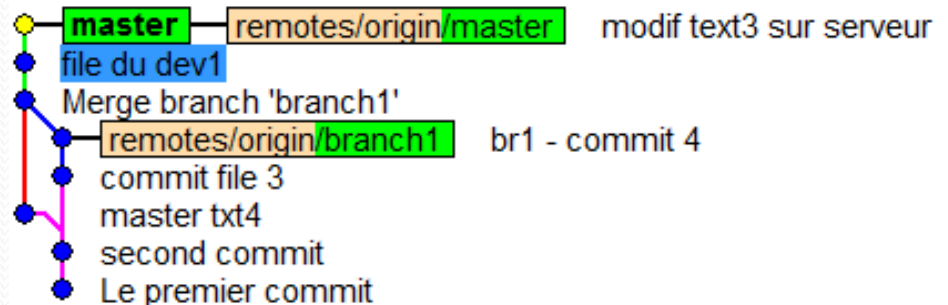 master remotes/origin/master modif text3 sur serveur
file du dev1
Merge branch 'branch1'
remotes/origin/branch1 br1 - commit 4
commit file 3
master txt4
second commit
Le premier commit